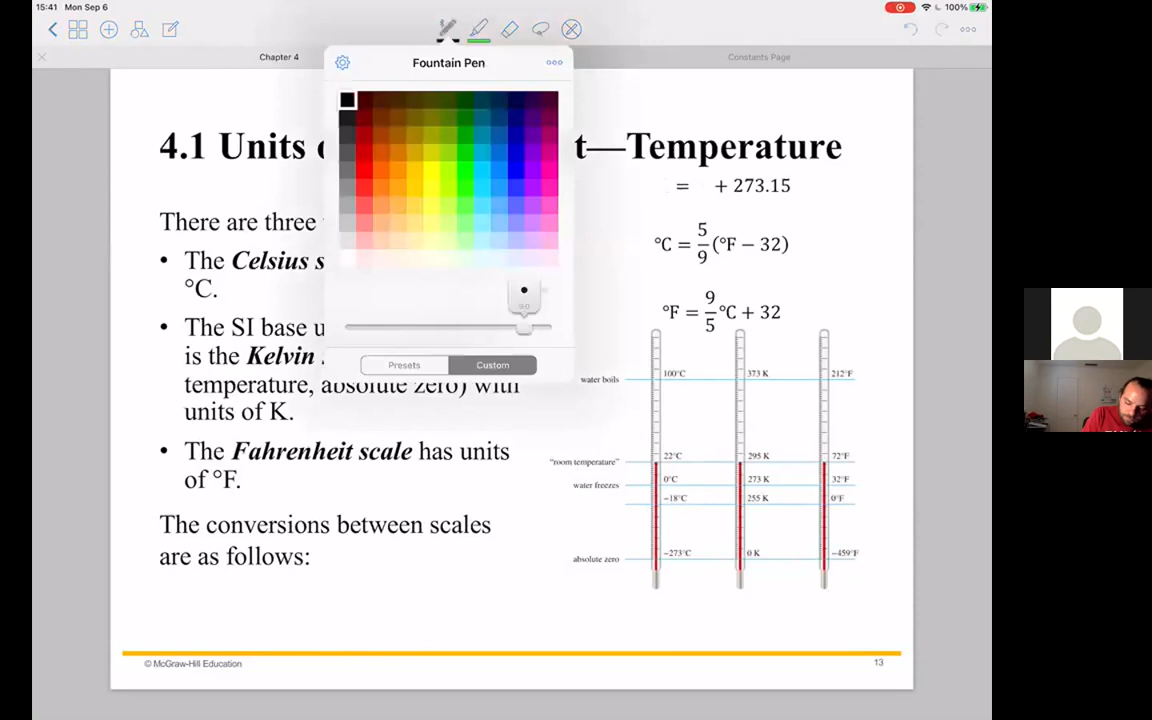 15:41 Mon Sep 6
100%
Chapter 4
Constants Page
Fountain Pen
4.1 Units o
t—Temperature
= + 273.15
There are three
°C = 5/9 (°F − 32)
• The Celsius s
°C.
9.0
°F = 9/5 °C + 32
• The SI base u
is the Kelvin
temperature, absolute zero) with
units of K.
Presets
Custom
• The Fahrenheit scale has units
of °F.
The conversions between scales
are as follows:
water boils
100°C
373 K
212°F
"room temperature"
22°C
295 K
72°F
water freezes
0°C
273 K
32°F
−18°C
255 K
0°F
absolute zero
−273°C
0 K
−459°F
© McGraw-Hill Education
13